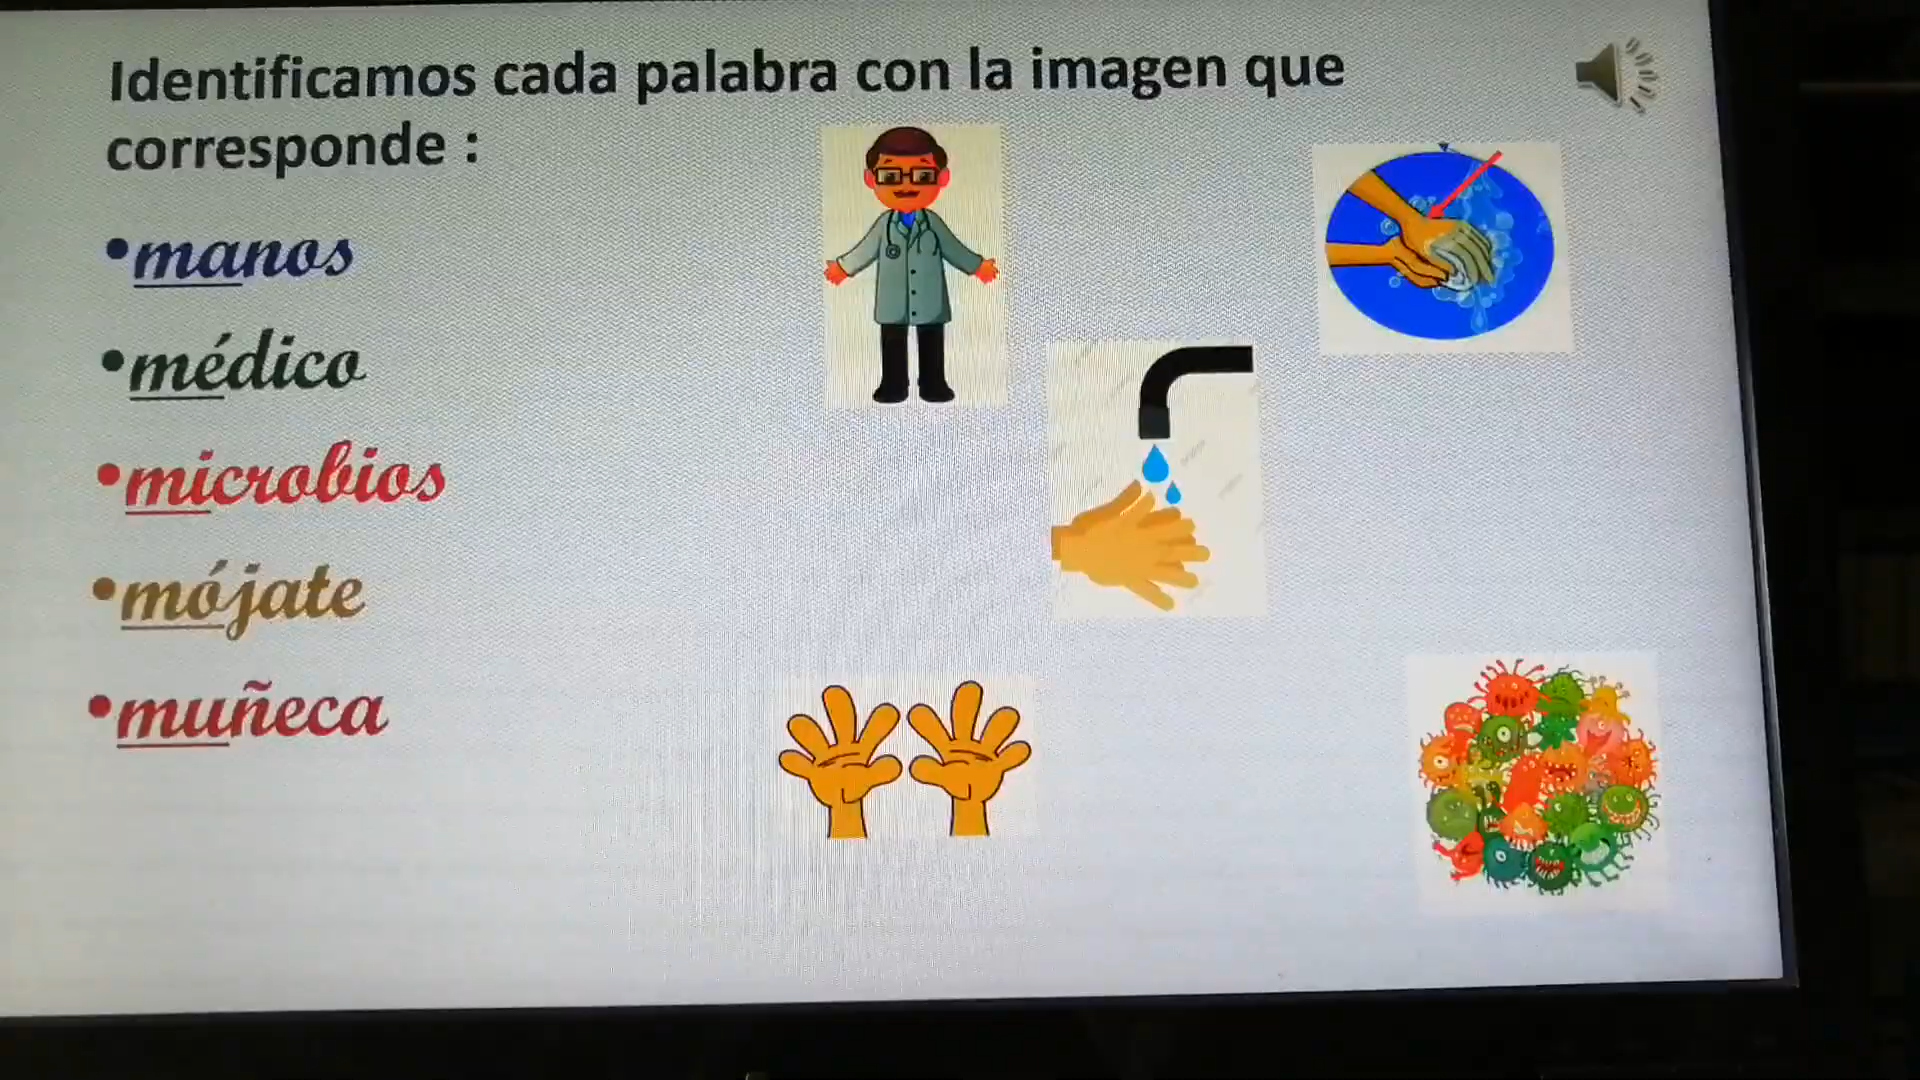 Identificamos cada palabra con la imagen que
corresponde :
•manos
•médico
•microbios
•mójate
•muñeca